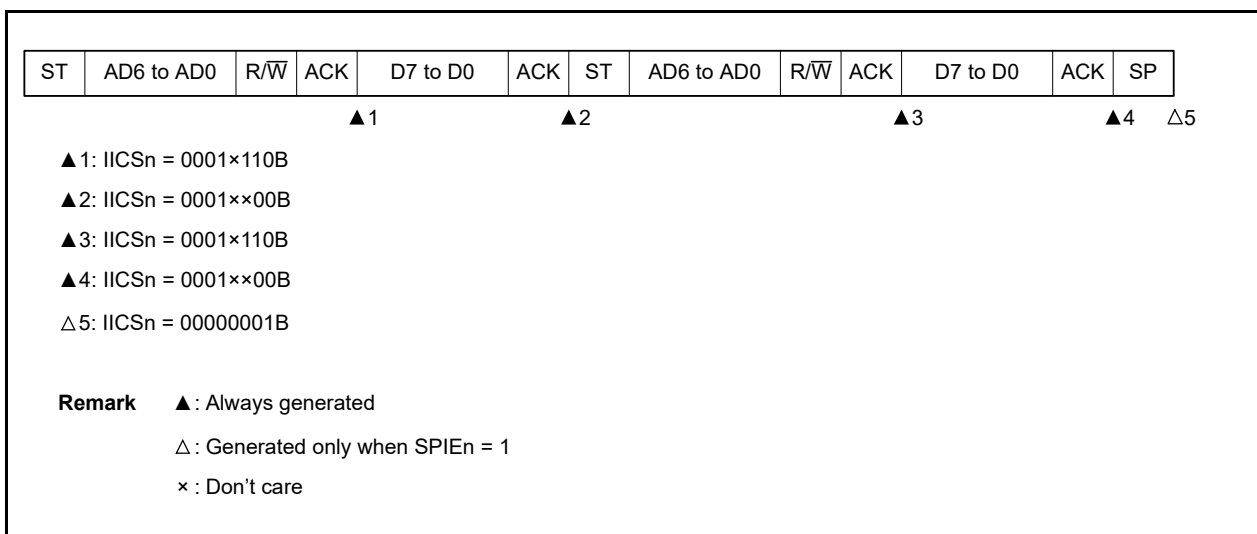 ST AD6 to AD0 R/W̅ ACK D7 to D0 ACK ST AD6 to AD0 R/W̅ ACK D7 to D0 ACK SP
▲1 ▲2 ▲3 ▲4 △5
▲1: IICSn = 0001×110B
▲2: IICSn = 0001××00B
▲3: IICSn = 0001×110B
▲4: IICSn = 0001××00B
△5: IICSn = 00000001B
Remark ▲: Always generated
△: Generated only when SPIEn = 1
×: Don't care